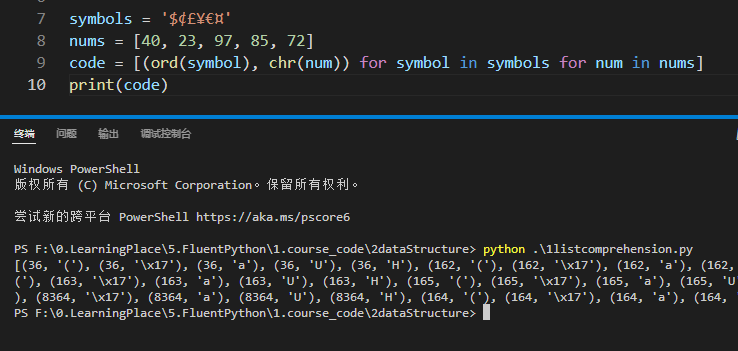 7 symbols = '$¢£¥€¤'
8 nums = [40, 23, 97, 85, 72]
9 code = [(ord(symbol), chr(num)) for symbol in symbols for num in nums]
10 print(code)
终端 问题 输出 调试控制台
Windows PowerShell
版权所有 (C) Microsoft Corporation。保留所有权利。
尝试新的跨平台 PowerShell https://aka.ms/pscore6
PS F:\0.LearningPlace\5.FluentPython\1.course_code\2dataStructure> python .\1listcomprehension.py
[(36, '('), (36, '\x17'), (36, 'a'), (36, 'U'), (36, 'H'), (162, '('), (162, '\x17'), (162, 'a'), (162,
('), (163, '\x17'), (163, 'a'), (163, 'U'), (163, 'H'), (165, '('), (165, '\x17'), (165, 'a'), (165, 'U
), (8364, '\x17'), (8364, 'a'), (8364, 'U'), (8364, 'H'), (164, '('), (164, '\x17'), (164, 'a'), (164,
PS F:\0.LearningPlace\5.FluentPython\1.course_code\2dataStructure>